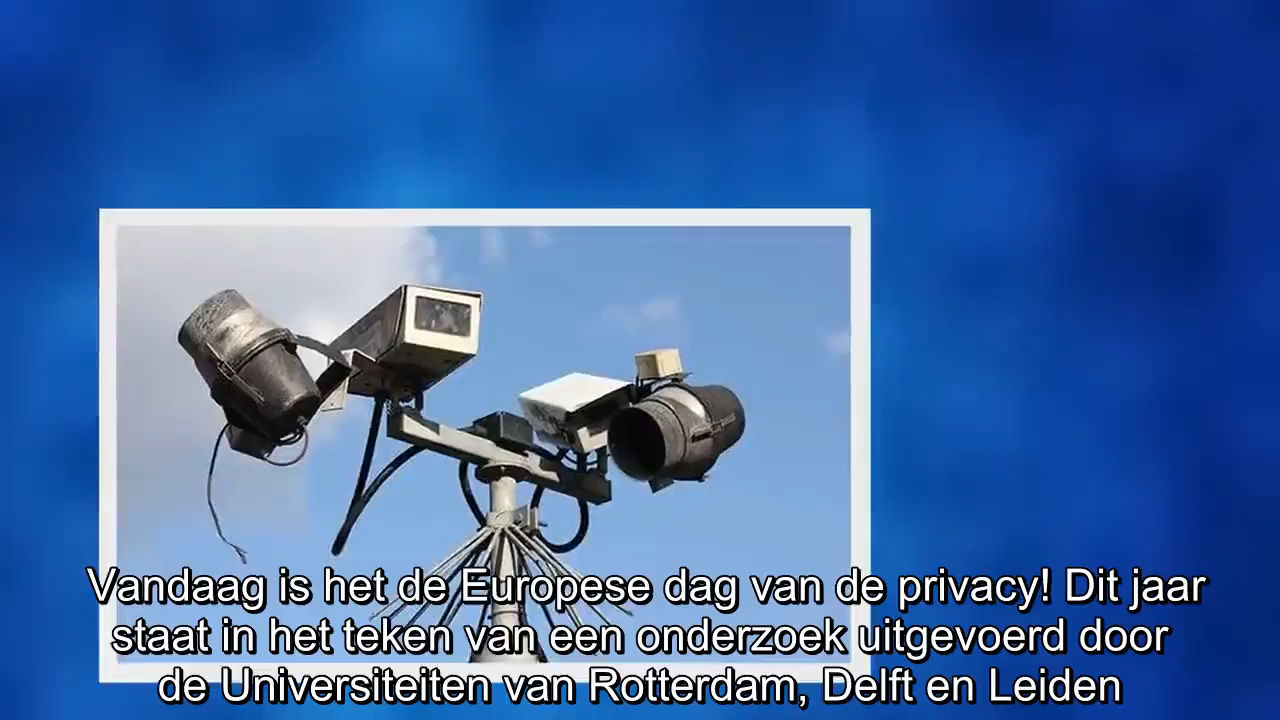 Vandaag is het de Europese dag van de privacy! Dit jaar
staat in het teken van een onderzoek uitgevoerd door
de Universiteiten van Rotterdam, Delft en Leiden